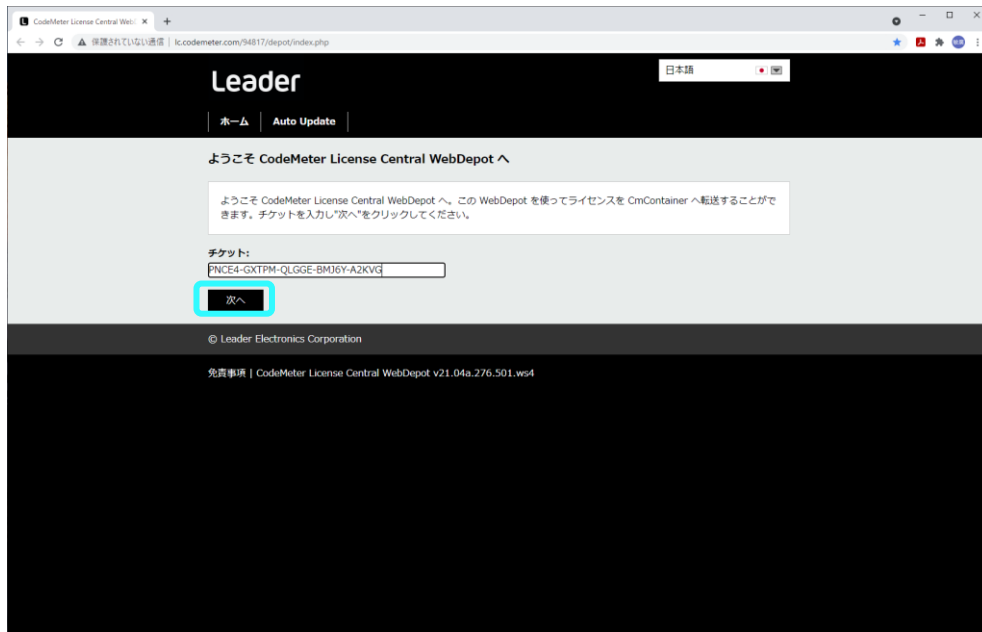 CodeMeter License Central Web
保護されていない通信 | lc.codemeter.com/94817/depot/index.php
Leader
日本語
ホーム
Auto Update
ようこそ CodeMeter License Central WebDepot へ
ようこそ CodeMeter License Central WebDepot へ。この WebDepot を使ってライセンスを CmContainer へ転送することがで
きます。チケットを入力し"次へ"をクリックしてください。
チケット:
PNCE4-GXTPM-QLGGE-BMJ6Y-A2KVG
次へ
© Leader Electronics Corporation
免責事項 | CodeMeter License Central WebDepot v21.04a.276.501.ws4